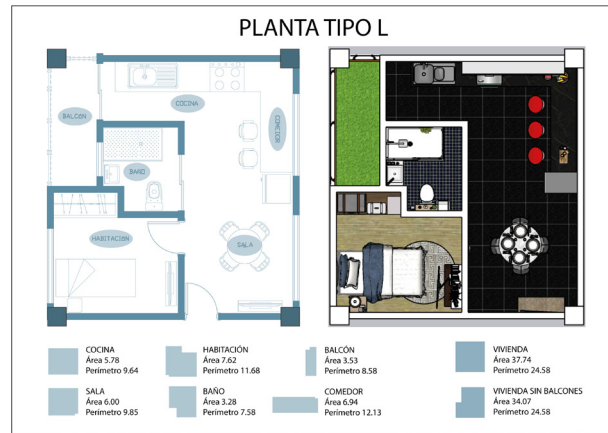 PLANTA TIPO L
COCINA
BALCÓN
COMEDOR
BAÑO
SALA
HABITACIÓN
COCINA
Área 5.78
Perímetro 9.64
HABITACIÓN
Área 7.62
Perímetro 11.68
BALCÓN
Área 3.53
Perímetro 8.58
VIVIENDA
Área 37.74
Perímetro 24.58
SALA
Área 6.00
Perímetro 9.85
BAÑO
Área 3.28
Perímetro 7.58
COMEDOR
Área 6.94
Perímetro 12.13
VIVIENDA SIN BALCONES
Área 34.07
Perímetro 24.58